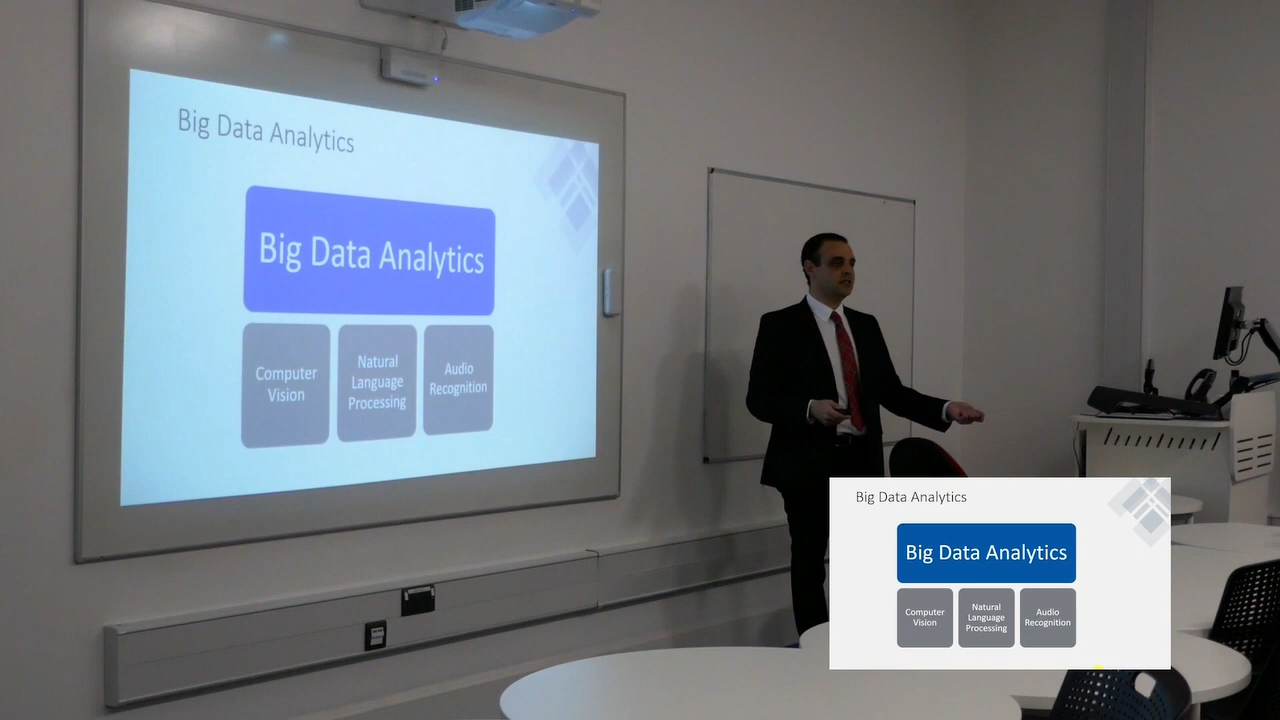 Big Data Analytics
Big Data Analytics
Computer
Vision
Natural
Language
Processing
Audio
Recognition
Big Data Analytics
Big Data Analytics
Computer
Vision
Natural
Language
Processing
Audio
Recognition